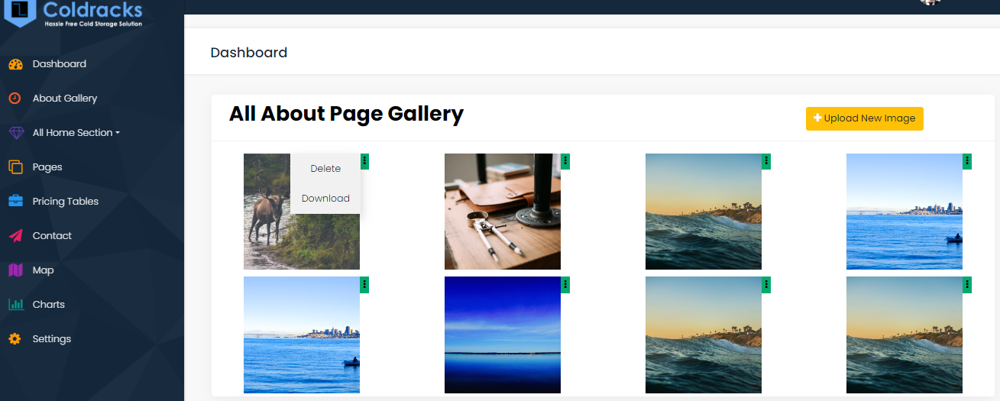 Coldracks
Hassle Free Cold Storage Solution
Dashboard
About Gallery
All Home Section
Pages
Pricing Tables
Contact
Map
Charts
Settings
Dashboard
All About Page Gallery
Upload New Image
Delete
Download